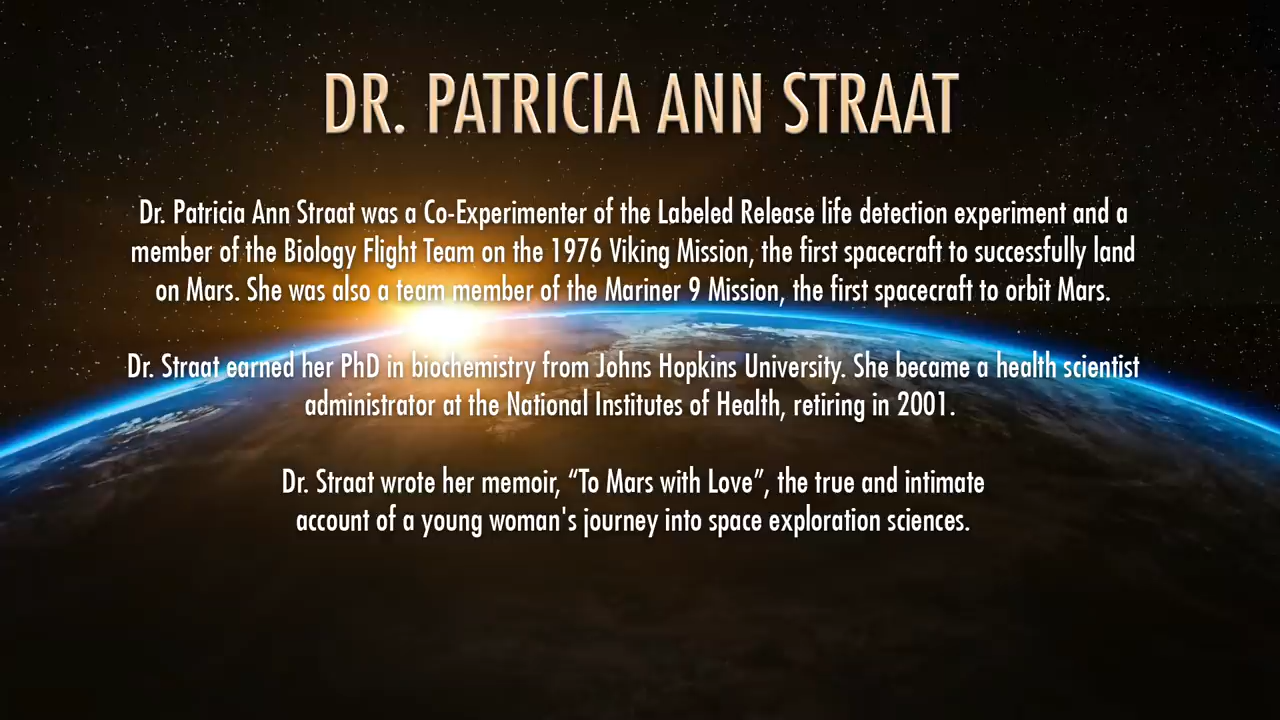 DR. PATRICIA ANN STRAAT
Dr. Patricia Ann Straat was a Co-Experimenter of the Labeled Release life detection experiment and a
member of the Biology Flight Team on the 1976 Viking Mission, the first spacecraft to successfully land
on Mars. She was also a team member of the Mariner 9 Mission, the first spacecraft to orbit Mars.
Dr. Straat earned her PhD in biochemistry from Johns Hopkins University. She became a health scientist
administrator at the National Institutes of Health, retiring in 2001.
Dr. Straat wrote her memoir, “To Mars with Love”, the true and intimate
account of a young woman's journey into space exploration sciences.